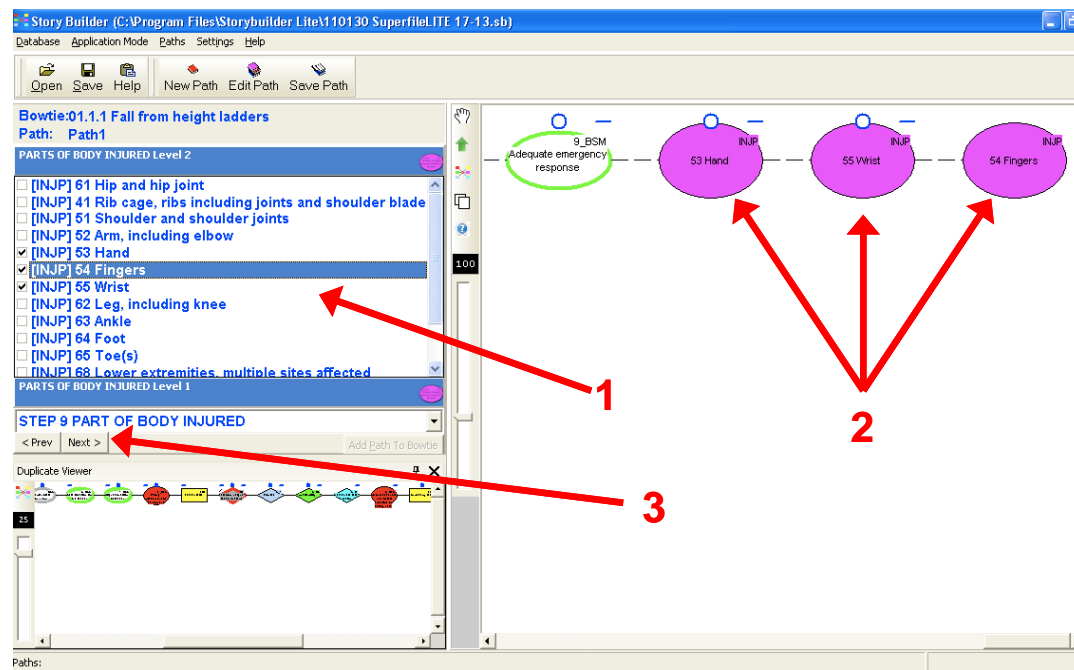 Story Builder (C:\Program Files\Storybuilder Lite\110130 SuperfileLITE 17-13.sb)
Database Application Mode Paths Settings Help
Open Save Help New Path Edit Path Save Path
Bowtie:01.1.1 Fall from height ladders
Path: Path1
PARTS OF BODY INJURED Level 2
[INJP] 61 Hip and hip joint
[INJP] 41 Rib cage, ribs including joints and shoulder blade
[INJP] 51 Shoulder and shoulder joints
[INJP] 52 Arm, including elbow
[INJP] 53 Hand
[INJP] 54 Fingers
[INJP] 55 Wrist
[INJP] 62 Leg, including knee
[INJP] 63 Ankle
[INJP] 64 Foot
[INJP] 65 Toe(s)
[INJP] 68 Lower extremities, multiple sites affected
PARTS OF BODY INJURED Level 1
STEP 9 PART OF BODY INJURED
< Prev Next > Add Path To Bowtie
Duplicate Viewer
25
Paths:
100
9_BSM
Adequate emergency
response
INJP
53 Hand
INJP
55 Wrist
INJP
54 Fingers
1
2
3